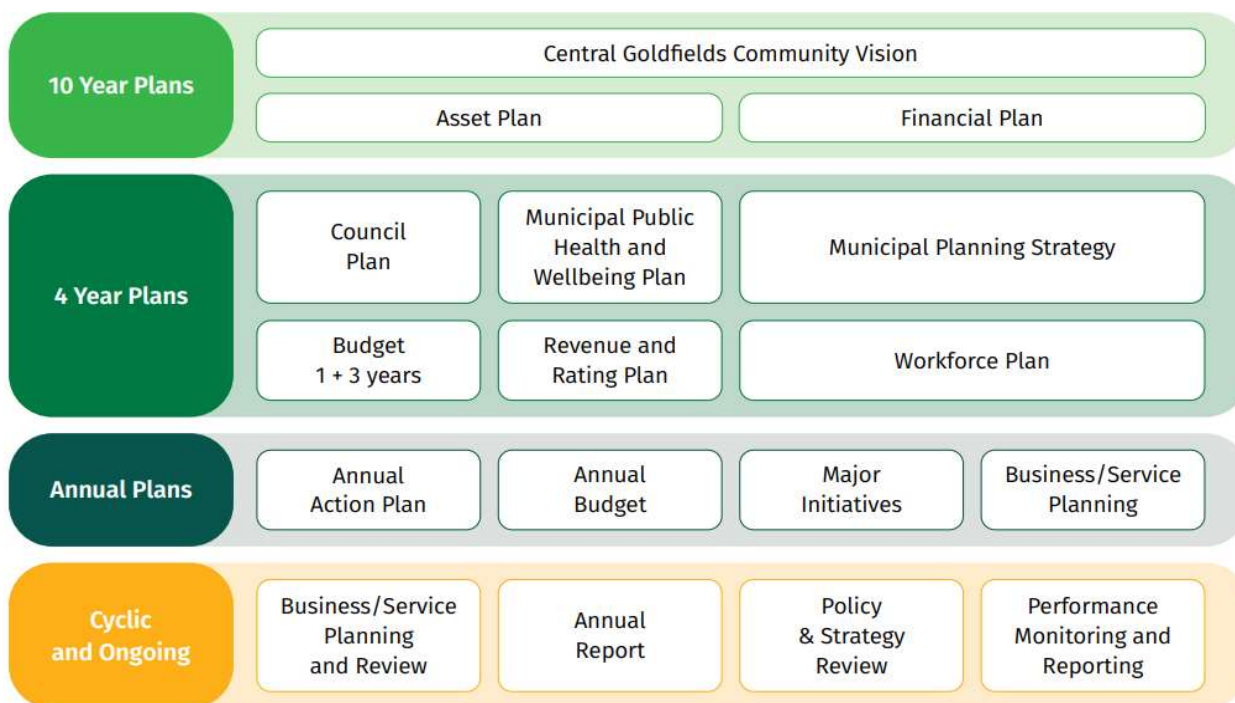 10 Year Plans
Central Goldfields Community Vision
Asset Plan
Financial Plan
4 Year Plans
Council
Plan
Municipal Public
Health and
Wellbeing Plan
Municipal Planning Strategy
Budget
1 + 3 years
Revenue and
Rating Plan
Workforce Plan
Annual Plans
Annual
Action Plan
Annual
Budget
Major
Initiatives
Business/Service
Planning
Cyclic
and Ongoing
Business/Service
Planning
and Review
Annual
Report
Policy
& Strategy
Review
Performance
Monitoring and
Reporting